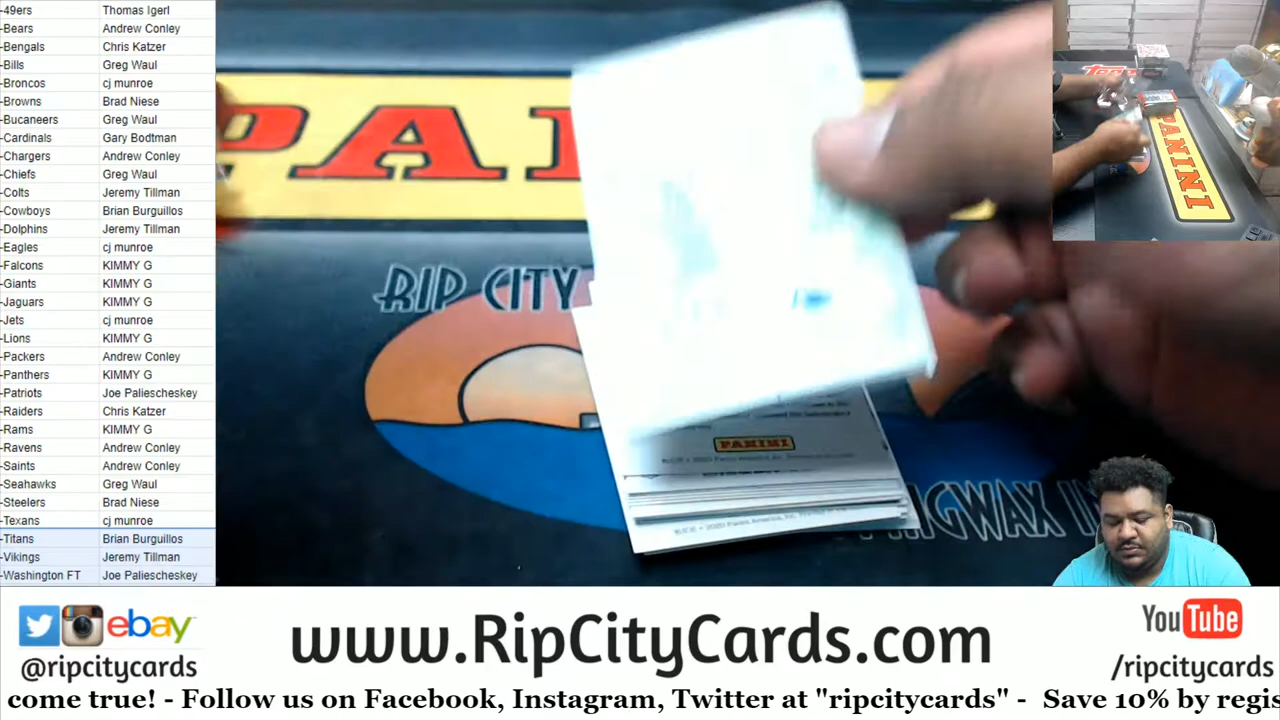 -49ers Thomas Igerl
-Bears Andrew Conley
-Bengals Chris Katzer
-Bills Greg Waul
-Broncos cj munroe
-Browns Brad Niese
-Bucaneers Greg Waul
-Cardinals Gary Bodtman
-Chargers Andrew Conley
-Chiefs Greg Waul
-Colts Jeremy Tillman
-Cowboys Brian Burguillos
-Dolphins Jeremy Tillman
-Eagles cj munroe
-Falcons KIMMY G
-Giants KIMMY G
-Jaguars KIMMY G
-Jets cj munroe
-Lions KIMMY G
-Packers Andrew Conley
-Panthers KIMMY G
-Patriots Joe Paliescheskey
-Raiders Chris Katzer
-Rams KIMMY G
-Ravens Andrew Conley
-Saints Andrew Conley
-Seahawks Greg Waul
-Steelers Brad Niese
-Texans cj munroe
-Titans Brian Burguillos
-Vikings Jeremy Tillman
-Washington FT Joe Paliescheskey
PANINI
RIP CITY
PANINI
Topps
PANINI
ebay
@ripcitycards
www.RipCityCards.com
YouTube
/ripcitycards
come true! - Follow us on Facebook, Instagram, Twitter at "ripcitycards" - Save 10% by regis